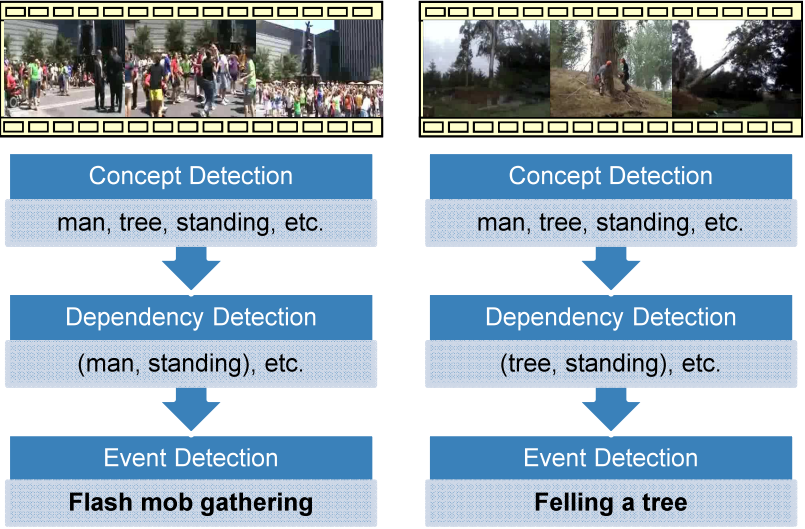 Concept Detection
man, tree, standing, etc.
Dependency Detection
(man, standing), etc.
Event Detection
Flash mob gathering
Concept Detection
man, tree, standing, etc.
Dependency Detection
(tree, standing), etc.
Event Detection
Felling a tree